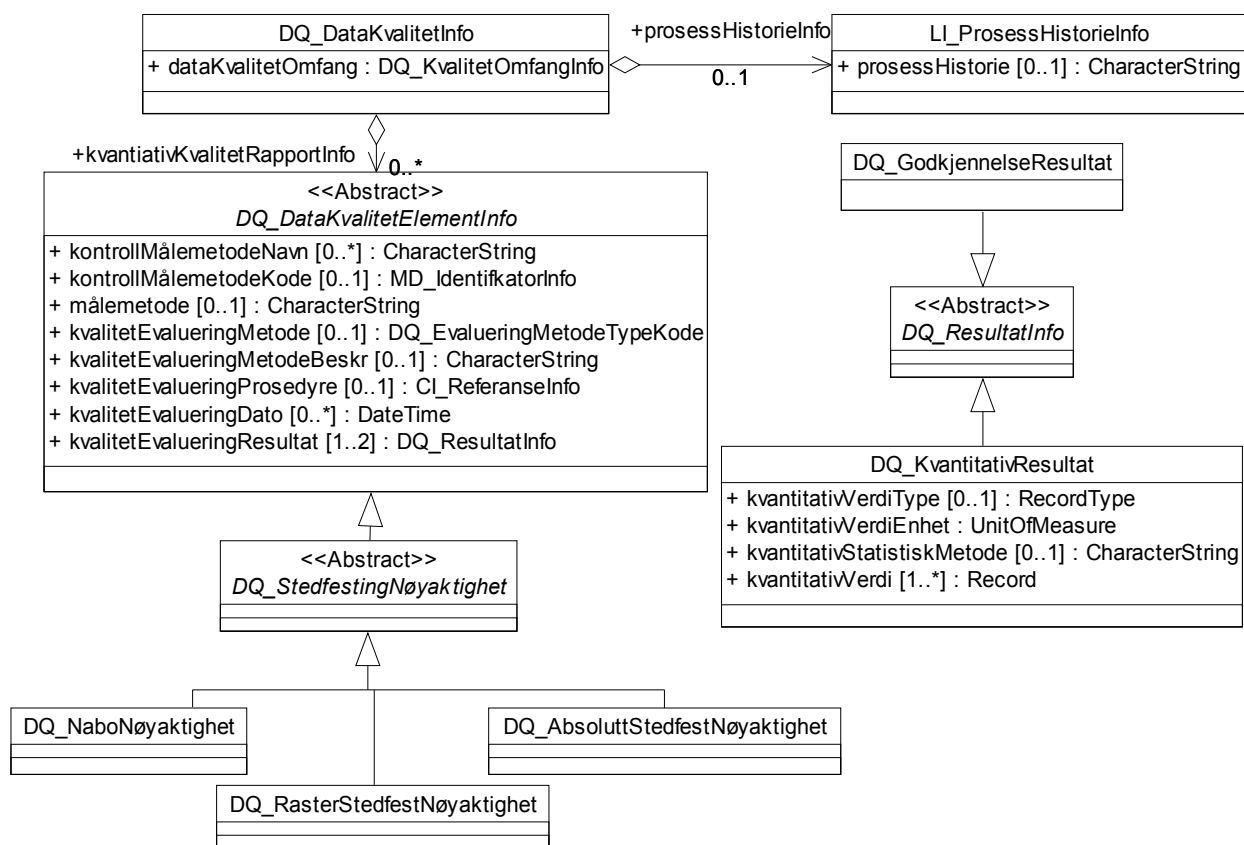 DQ_DataKvalitetInfo
+ dataKvalitetOmfang : DQ_KvalitetOmfangInfo
+prosessHistorieInfo
0..1
LI_ProsessHistorieInfo
+ prosessHistorie [0..1] : CharacterString
+kvantiativKvalitetRapportInfo
0..*
<<Abstract>>
DQ_DataKvalitetElementInfo
+ kontrollMålemetodeNavn [0..*] : CharacterString
+ kontrollMålemetodeKode [0..1] : MD_IdentifkatorInfo
+ målemetode [0..1] : CharacterString
+ kvalitetEvalueringMetode [0..1] : DQ_EvalueringMetodeTypeKode
+ kvalitetEvalueringMetodeBeskr [0..1] : CharacterString
+ kvalitetEvalueringProsedyre [0..1] : CI_ReferanseInfo
+ kvalitetEvalueringDato [0..*] : DateTime
+ kvalitetEvalueringResultat [1..2] : DQ_ResultatInfo
DQ_GodkjennelseResultat
<<Abstract>>
DQ_ResultatInfo
DQ_KvantitativResultat
+ kvantitativVerdiType [0..1] : RecordType
+ kvantitativVerdiEnhet : UnitOfMeasure
+ kvantitativStatistiskMetode [0..1] : CharacterString
+ kvantitativVerdi [1..*] : Record
<<Abstract>>
DQ_StedfestingNøyaktighet
DQ_NaboNøyaktighet
DQ_AbsoluttStedfestNøyaktighet
DQ_RasterStedfestNøyaktighet